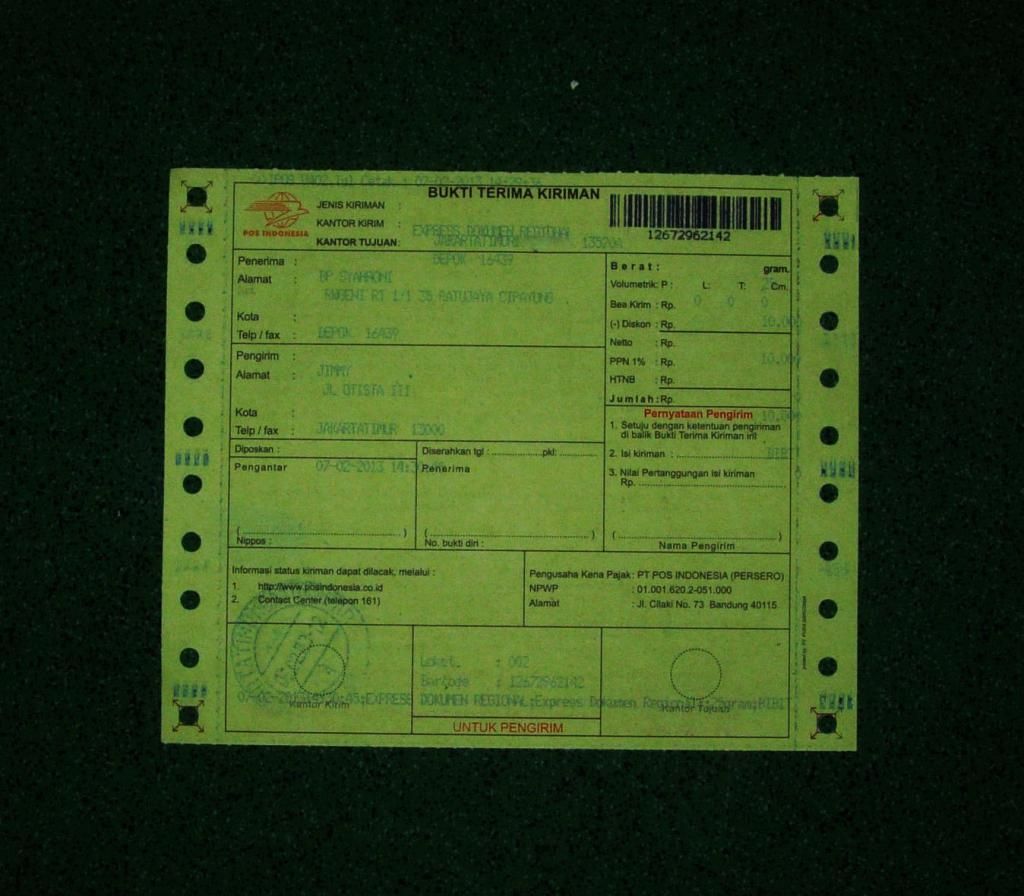 BUKTI TERIMA KIRIMAN
POS INDONESIA
JENIS KIRIMAN :
KANTOR KIRIM : EXPRESS DOKUMEN REGIONAL
KANTOR TUJUAN: JAKARTATIMUR 13520A
12672962142
DEPOK 16439
Penerima :
Alamat : BP SYAHRONI
RT 1/1 35 RATUJAYA CIPAYUNG
Kota :
Telp / fax : DEPOK 16439
Berat : gram.
Volumetrik: P : L: T: Cm.
Bea Kirim : Rp. 0 0 0
(-) Diskon : Rp. 10.000
Netto : Rp.
PPN 1% : Rp. 10.000
HTNB : Rp.
Jumlah:Rp.
Pengirim :
Alamat : JIMMY
JL OTISTA III
Kota :
Telp / fax : JAKARTATIMUR 13000
Pernyataan Pengirim
1. Setuju dengan ketentuan pengiriman
di balik Bukti Terima Kiriman ini
2. Isi kiriman :
3. Nilai Pertanggungan isi kiriman
Rp.
(..............................)
Nama Pengirim
Diposkan :
Pengantar 07-02-2013
(..............................)
Nippos :
Diserahkan tgl : ................pkl: ............
Penerima
(..............................)
No. bukti diri :
Informasi status kiriman dapat dilacak, melalui :
1. http://www.posindonesia.co.id
2. Contact Center (telepon 161)
Pengusaha Kena Pajak : PT POS INDONESIA (PERSERO)
NPWP : 01.001.620.2-051.000
Alamat : Jl. Cilaki No. 73 Bandung 40115
Loket : 002
Barcode : 12672962142
EXPRESS DOKUMEN REGIONAL;Express Dokumen Regional
Kantor Kirim
Kantor Tujuan
UNTUK PENGIRIM